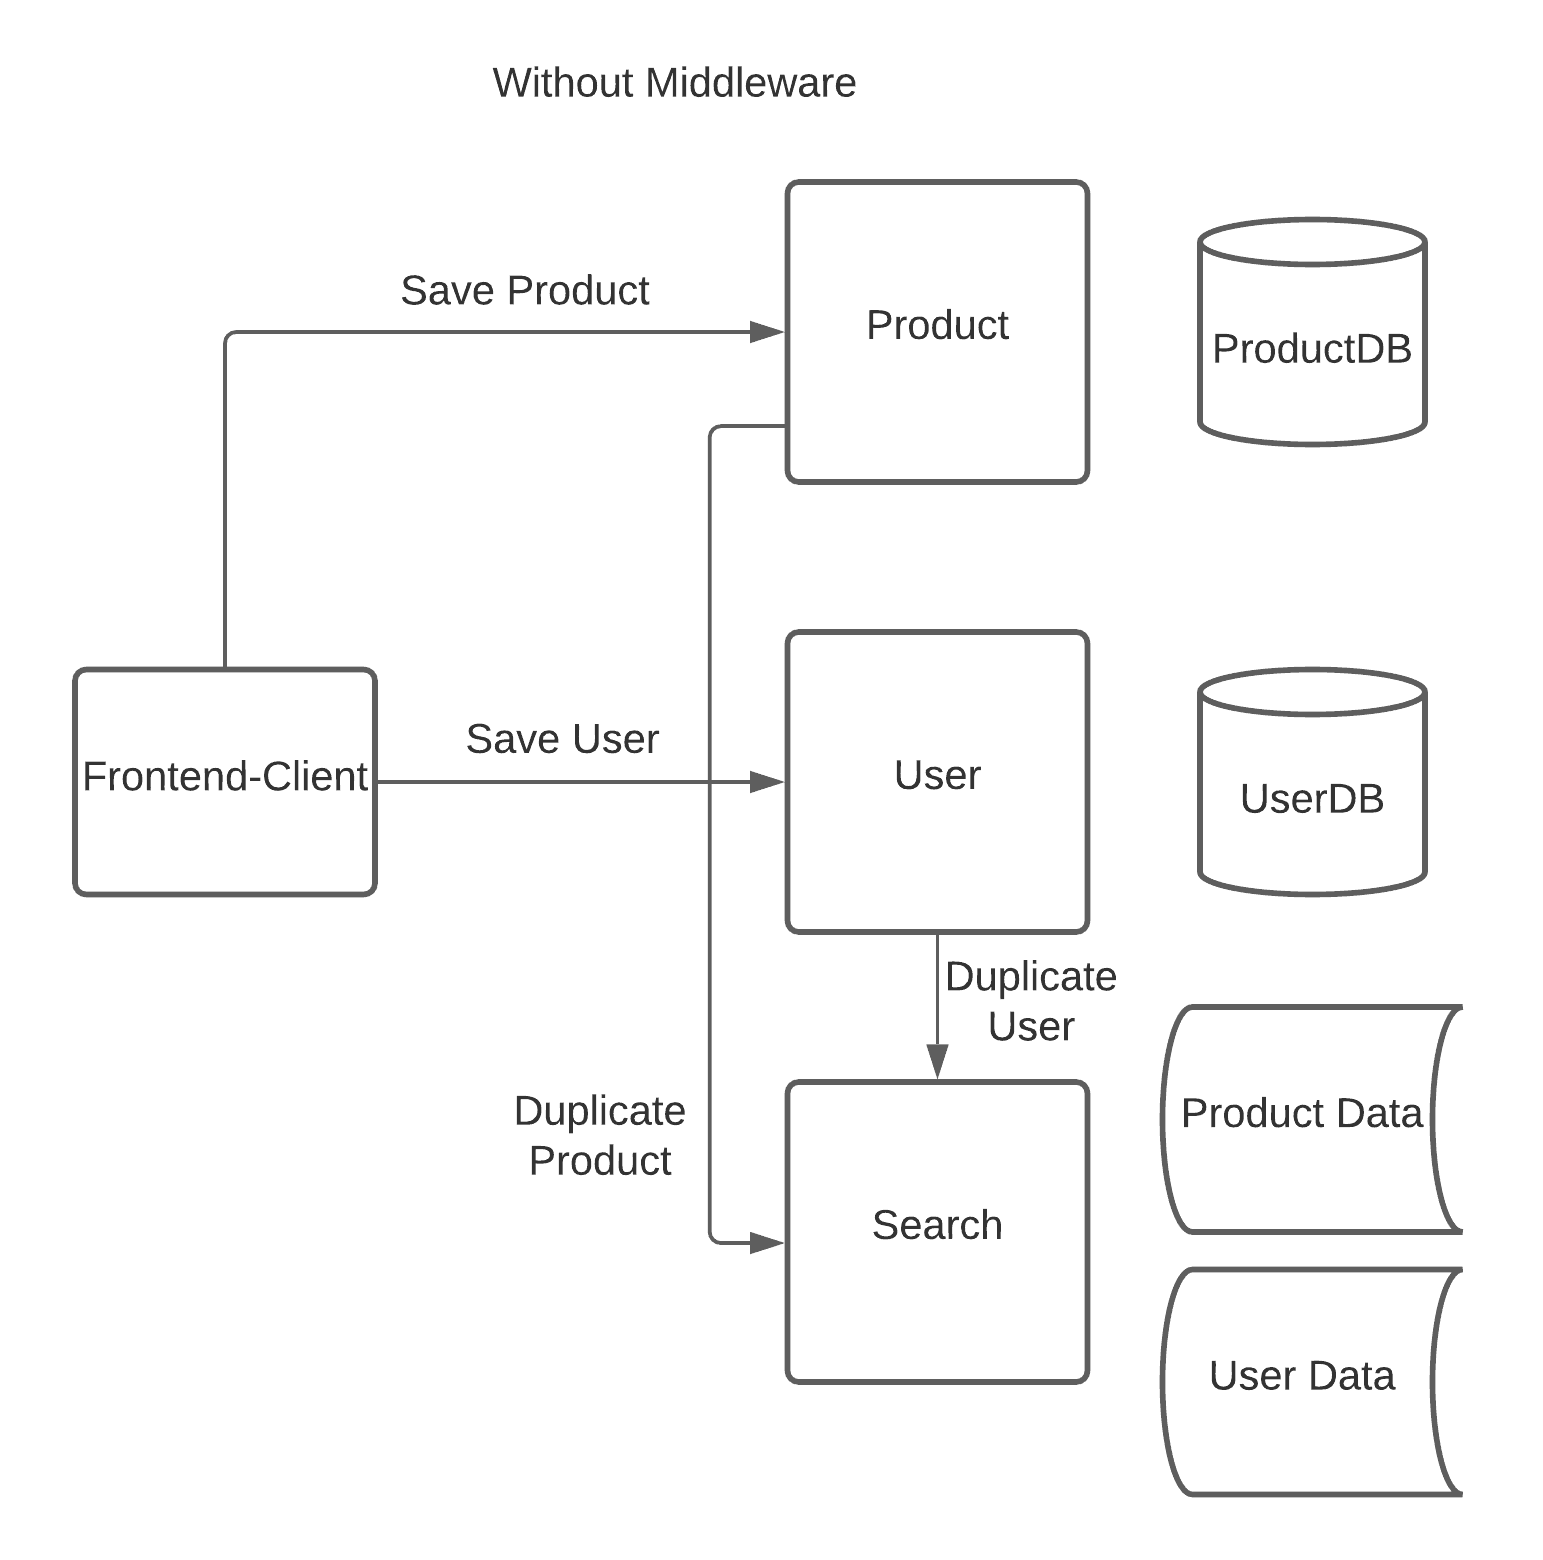 Without Middleware
Save Product
Product
ProductDB
Frontend-Client
Save User
User
UserDB
Duplicate
User
Duplicate
Product
Search
Product Data
User Data